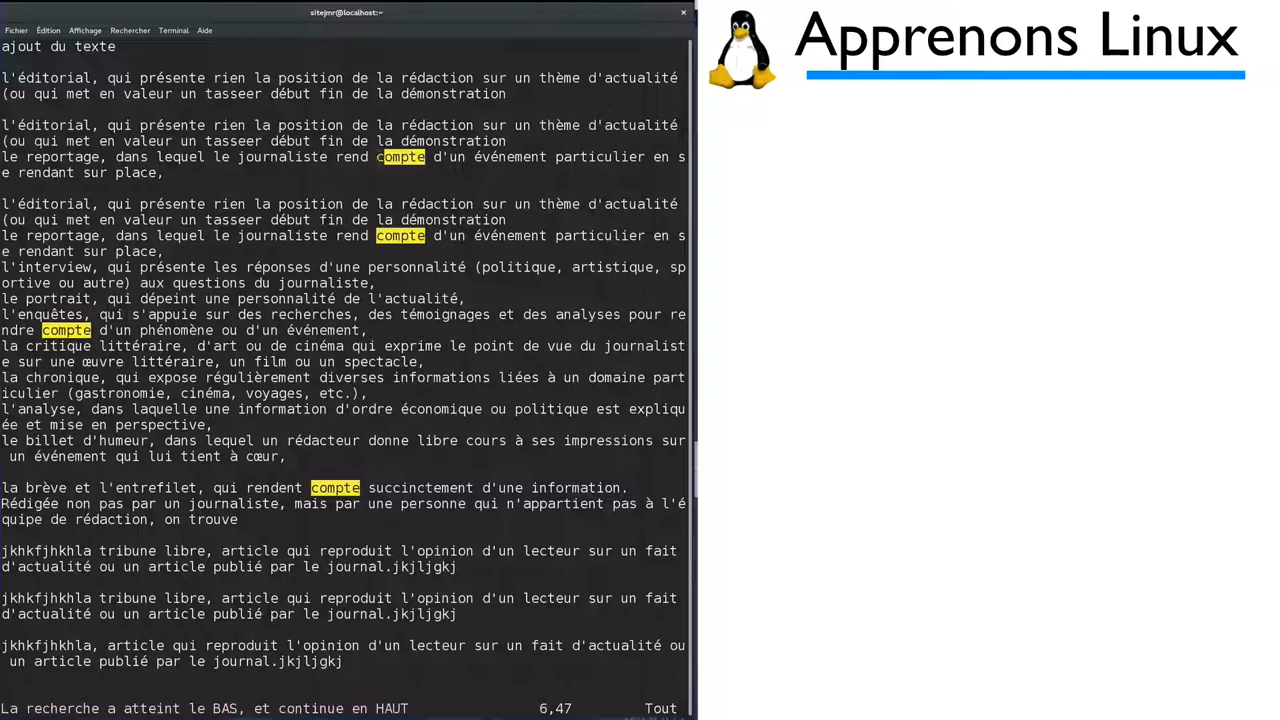 sitejmr@localhost:~
×
Fichier Édition Affichage Rechercher Terminal Aide
ajout du texte
l'éditorial, qui présente rien la position de la rédaction sur un thème d'actualité
(ou qui met en valeur un tasseer début fin de la démonstration
l'éditorial, qui présente rien la position de la rédaction sur un thème d'actualité
(ou qui met en valeur un tasseer début fin de la démonstration
le reportage, dans lequel le journaliste rend compte d'un événement particulier en s
e rendant sur place,
l'éditorial, qui présente rien la position de la rédaction sur un thème d'actualité
(ou qui met en valeur un tasseer début fin de la démonstration
le reportage, dans lequel le journaliste rend compte d'un événement particulier en s
e rendant sur place,
l'interview, qui présente les réponses d'une personnalité (politique, artistique, sp
ortive ou autre) aux questions du journaliste,
le portrait, qui dépeint une personnalité de l'actualité,
l'enquêtes, qui s'appuie sur des recherches, des témoignages et des analyses pour re
ndre compte d'un phénomène ou d'un événement,
la critique littéraire, d'art ou de cinéma qui exprime le point de vue du journalist
e sur une œuvre littéraire, un film ou un spectacle,
la chronique, qui expose régulièrement diverses informations liées à un domaine part
iculier (gastronomie, cinéma, voyages, etc.),
l'analyse, dans laquelle une information d'ordre économique ou politique est expliqu
ée et mise en perspective,
le billet d'humeur, dans lequel un rédacteur donne libre cours à ses impressions sur
un événement qui lui tient à cœur,
la brève et l'entrefilet, qui rendent compte succinctement d'une information.
Rédigée non pas par un journaliste, mais par une personne qui n'appartient pas à l'é
quipe de rédaction, on trouve
jkhkfjhkhla tribune libre, article qui reproduit l'opinion d'un lecteur sur un fait
d'actualité ou un article publié par le journal.jkjljgkj
jkhkfjhkhla tribune libre, article qui reproduit l'opinion d'un lecteur sur un fait
d'actualité ou un article publié par le journal.jkjljgkj
jkhkfjhkhla, article qui reproduit l'opinion d'un lecteur sur un fait d'actualité ou
un article publié par le journal.jkjljgkj
La recherche a atteint le BAS, et continue en HAUT 6,47 Tout
Apprenons Linux